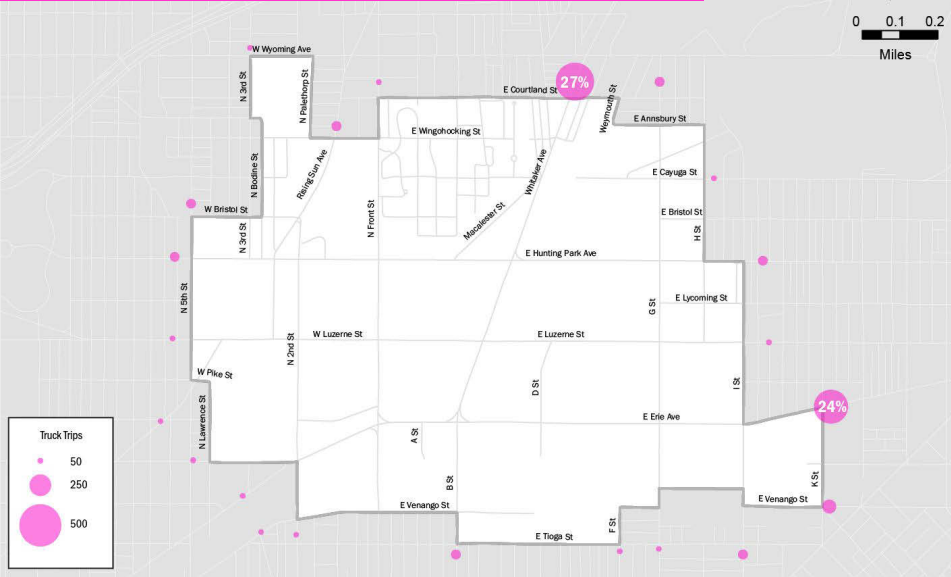 0 0.1 0.2
Miles
W Wyoming Ave
N 3rd St
N Palethorp St
27%
E Courtland St
Weymouth St
E Annsbury St
E Wingohocking St
Rising Sun Ave
Whitaker Ave
N Bodine St
E Cayuga St
W Bristol St
N 3rd St
N Front St
Macalester St
E Bristol St
H St
E Hunting Park Ave
N 5th St
G St
E Lycoming St
W Luzerne St
E Luzerne St
N 2nd St
W Pike St
D St
I St
24%
N Lawrence St
E Erie Ave
A St
B St
K St
E Venango St
E Venango St
F St
E Tioga St
Truck Trips
50
250
500